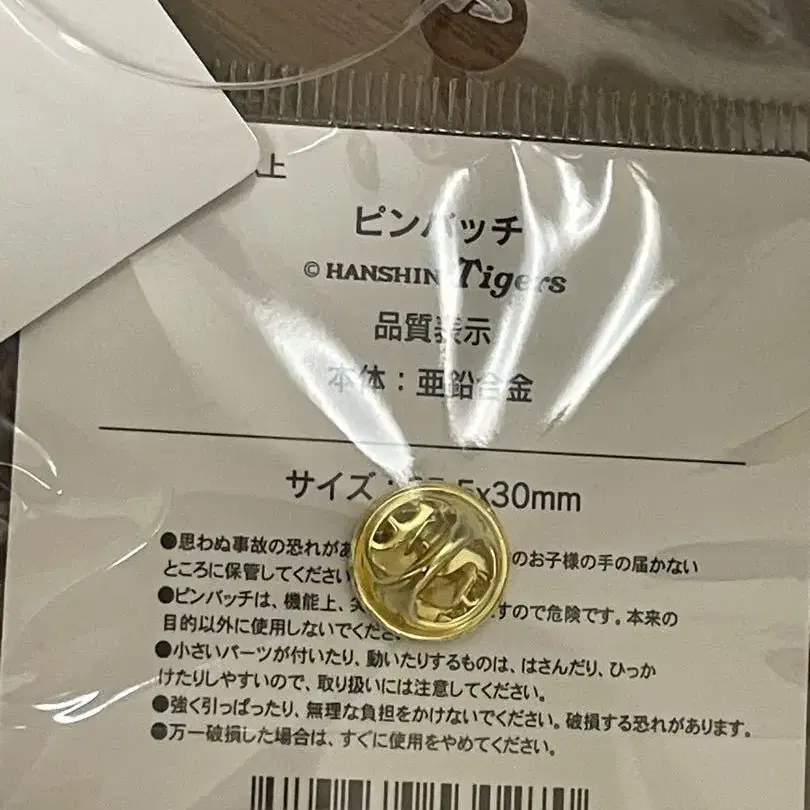 上
ピンバッチ
© HANSHIN Tigers
品質表示
本体：亜鉛合金
サイズ：5x30mm
●思わぬ事故の恐れがあ のお子様の手の届かない
ところに保管してください
●ピンバッチは、機能上、 すので危険です。本来の
目的以外に使用しないでくださ
●小さいパーツが付いたり、動いたりするものは、はさんだり、ひっか
けたりしやすいので、取り扱いには注意してください。
●強く引っぱったり、無理な負担をかけないでください。破損する恐れがあります。
●万一破損した場合は、すぐに使用をやめてください。